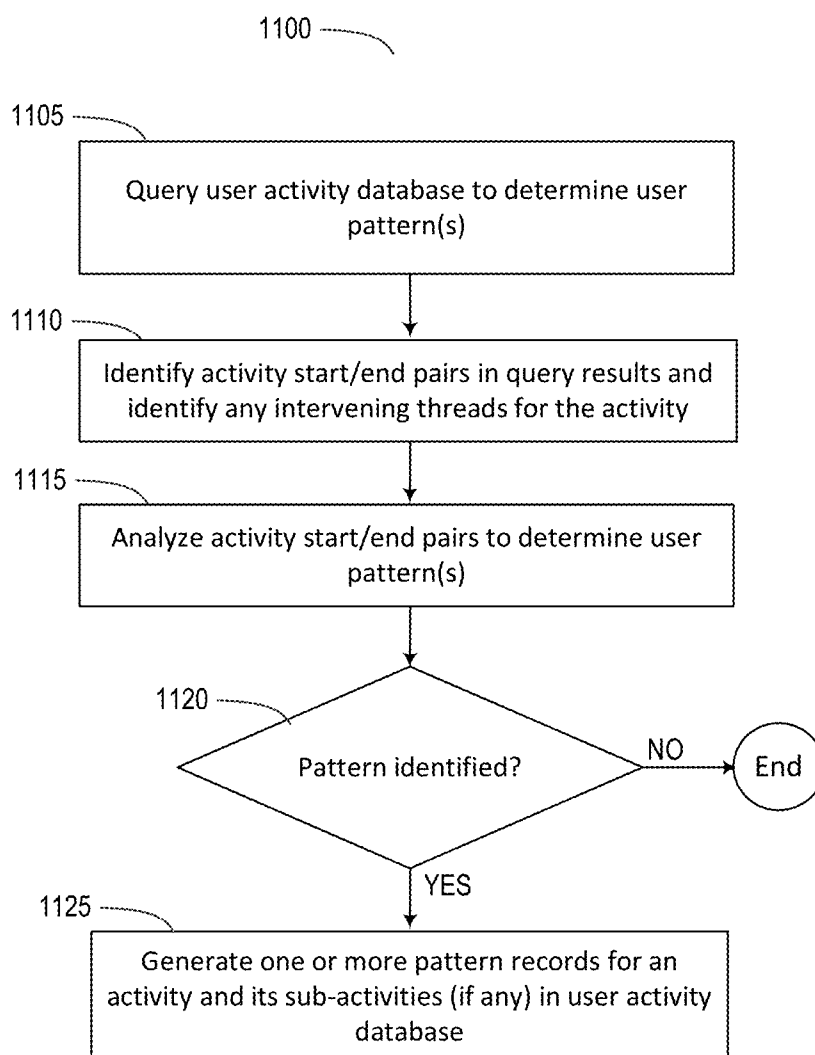 1100
1105
Query user activity database to determine user
pattern(s)
1110
Identify activity start/end pairs in query results and
identify any intervening threads for the activity
1115
Analyze activity start/end pairs to determine user
pattern(s)
1120
Pattern identified?
NO
End
YES
1125
Generate one or more pattern records for an
activity and its sub-activities (if any) in user activity
database